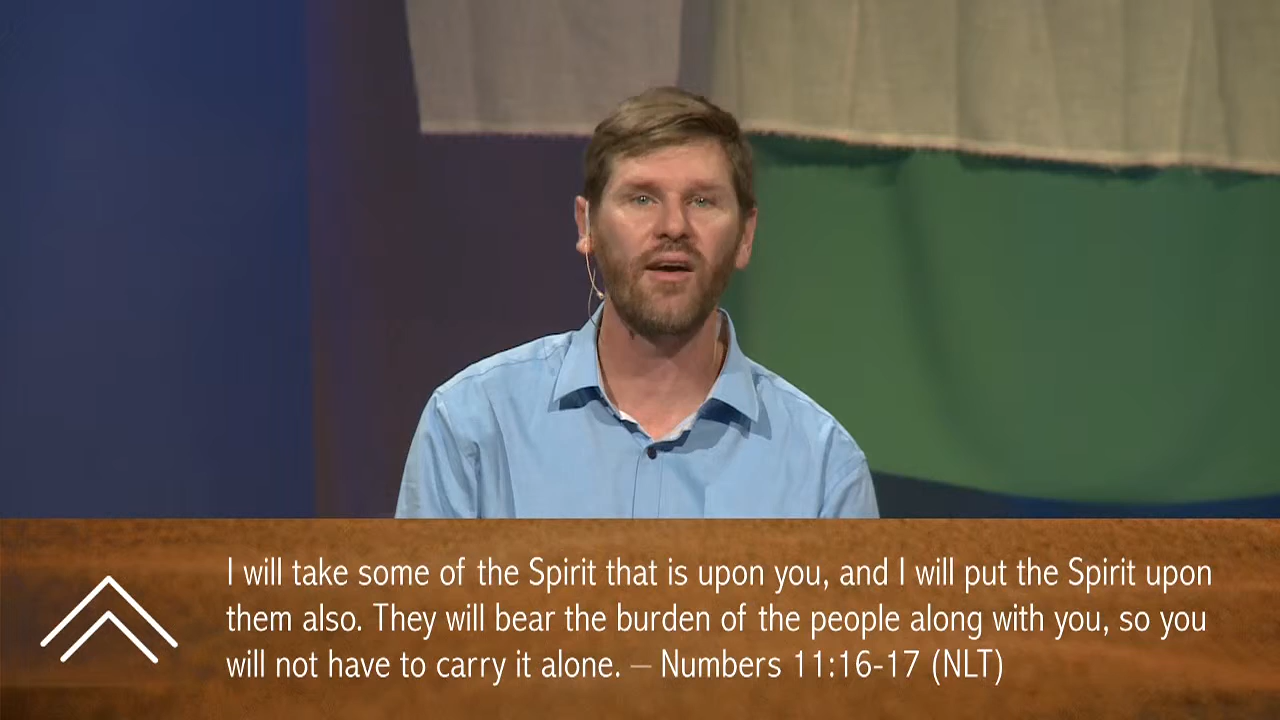 I will take some of the Spirit that is upon you, and I will put the Spirit upon
them also. They will bear the burden of the people along with you, so you
will not have to carry it alone. – Numbers 11:16-17 (NLT)